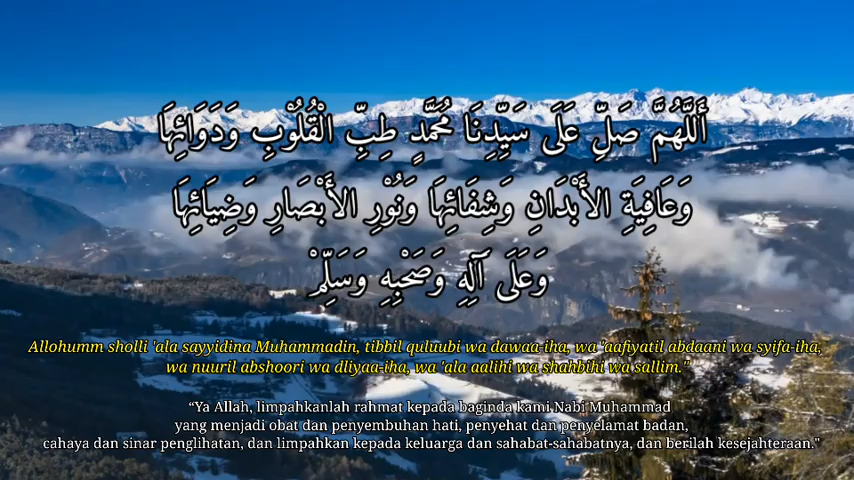 أَللَّهُمَّ صَلِّ عَلَى سَيِّدِنَا مُحَمَّدٍ طِبِّ الْقُلُوْبِ وَدَوَائِهَا
وَعَافِيَةِ الأَبْدَانِ وَشِفَائِهَا وَنُوْرِ الأَبْصَارِ وَضِيَائِهَا
وَعَلَى آلِهِ وَصَحْبِهِ وَسَلِّمْ
Allohumm sholli 'ala sayyidina Muhammadin, tibbil quluubi wa dawaa-iha, wa 'aafiyatil abdaani wa syifa-iha,
wa nuuril abshoori wa dliyaa-iha, wa 'ala aalihi wa shahbihi wa sallim."
“Ya Allah, limpahkanlah rahmat kepada baginda kami Nabi Muhammad
yang menjadi obat dan penyembuhan hati, penyehat dan penyelamat badan,
cahaya dan sinar penglihatan, dan limpahkan kepada keluarga dan sahabat-sahabatnya, dan berilah kesejahteraan."